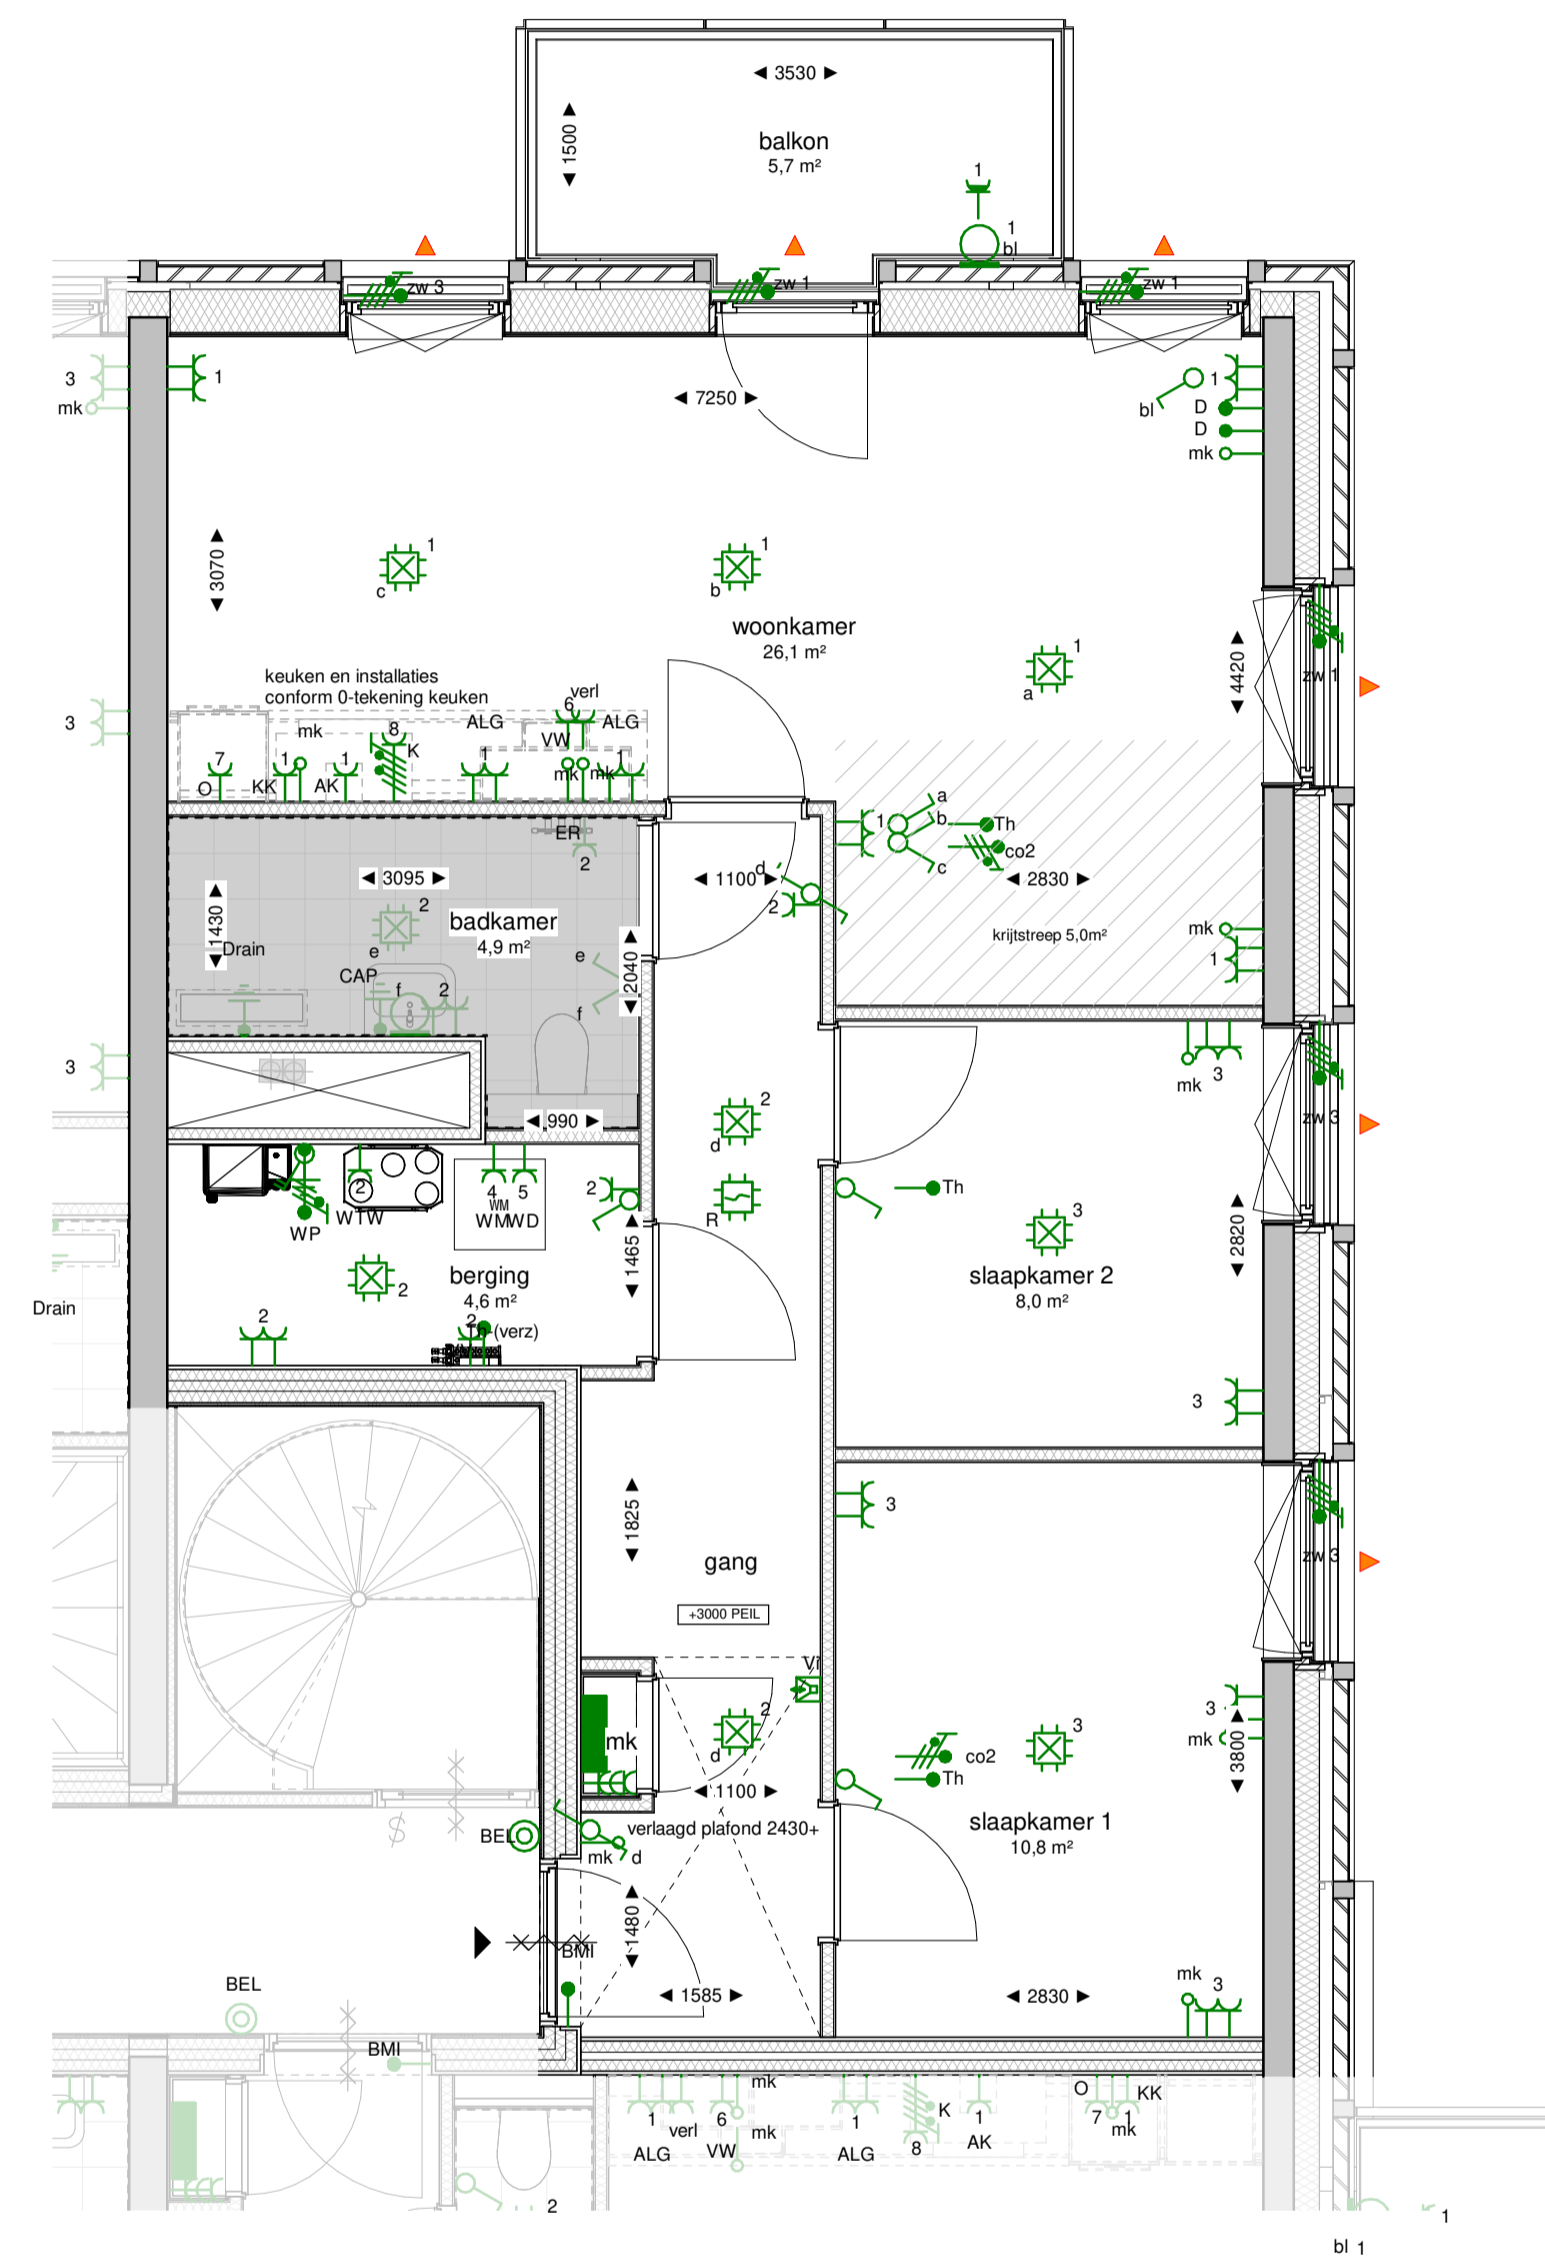 3530
1500
balkon
5,7 m²
1
1
bl
zw 3
zw 1
zw 1
3
mk
1
7250
1
bl
D
D
mk
3070
1
c
1
b
woonkamer
26,1 m²
1
a
4420
zw 1
keuken en installaties
conform 0-tekening keuken
verl
6
3
mk
8
K
ALG
VW
ALG
7
O
1
KK
1
AK
1
mk
mk
1
ER
2
1
a
b
c
Th
co2
2830
d
1100
2
3095
1430
Drain
2
badkamer
4,9 m²
e
CAP
f
2
e
f
2040
krijtstreep 5,0m²
mk
1
3
990
2
d
R
mk
3
zw 3
WP
2
WTW
4
5
WM
WM
WD
2
1465
Th
3
2820
slaapkamer 2
8,0 m²
berging
4,6 m²
2
2
2
Th (verz)
Drain
3
1825
3
gang
+3000 PEIL
zw 3
Vi
2
d
mk
1100
co2
Th
3
3
mk
3800
slaapkamer 1
10,8 m²
BEL
verlaagd plafond 2430+
mk
d
1480
BMI
1585
2830
mk
3
BEL
BMI
1
verl
ALG
6
VW
mk
mk
1
ALG
8
K
1
AK
O
7
1
KK
mk
2
1
bl 1